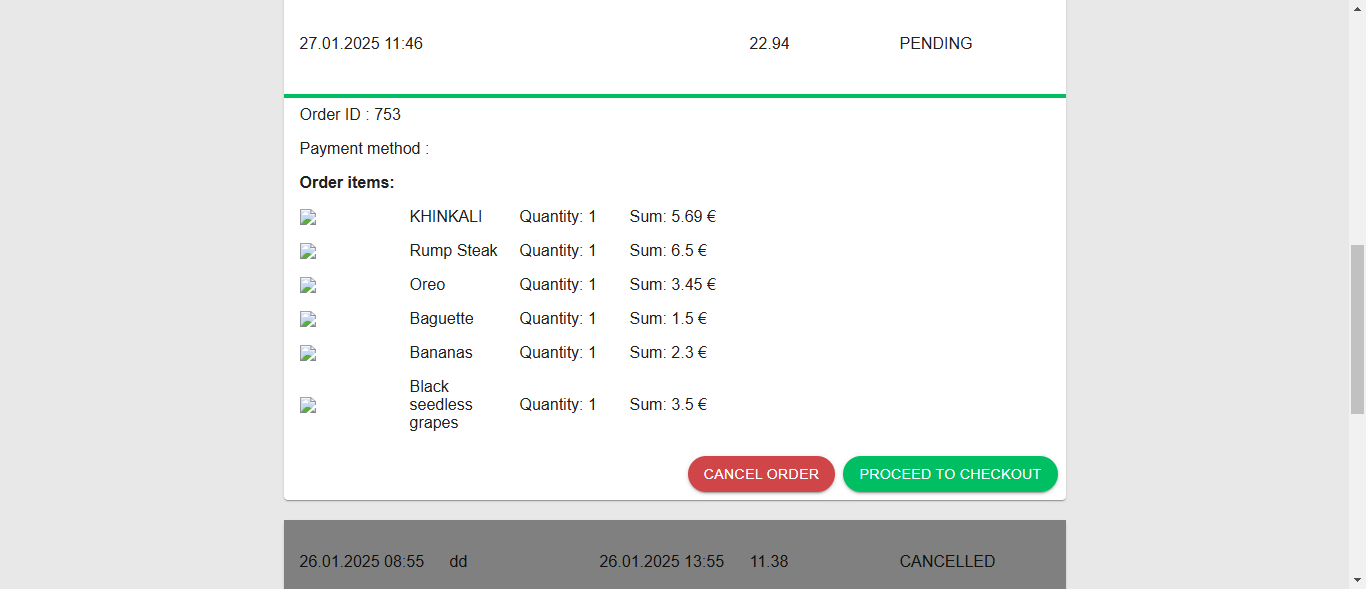 27.01.2025 11:46 22.94 PENDING
Order ID : 753
Payment method :
Order items:
KHINKALI Quantity: 1 Sum: 5.69 €
Rump Steak Quantity: 1 Sum: 6.5 €
Oreo Quantity: 1 Sum: 3.45 €
Baguette Quantity: 1 Sum: 1.5 €
Bananas Quantity: 1 Sum: 2.3 €
Black
seedless Quantity: 1 Sum: 3.5 €
grapes
CANCEL ORDER PROCEED TO CHECKOUT
26.01.2025 08:55 dd 26.01.2025 13:55 11.38 CANCELLED